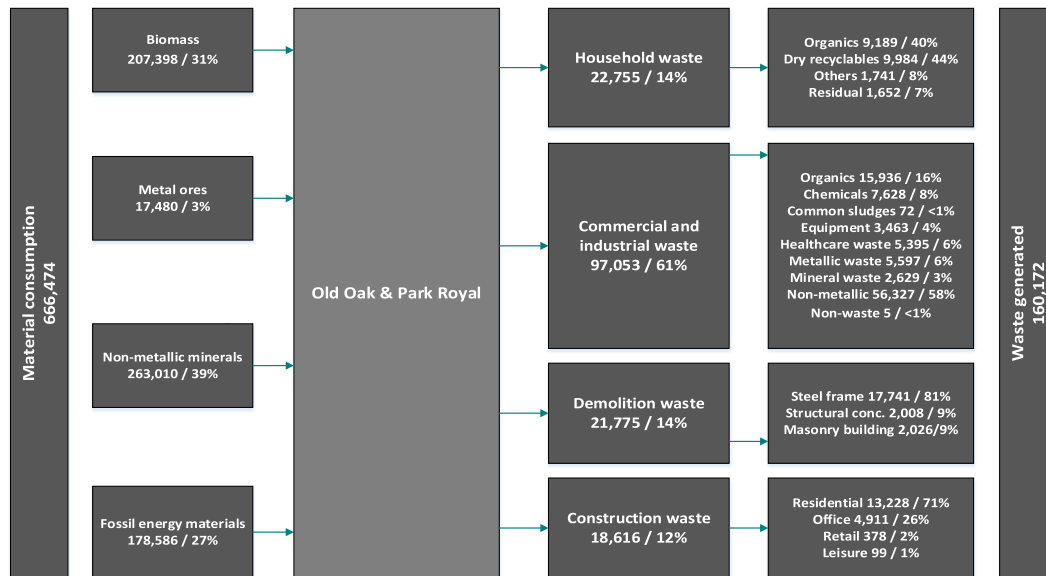 Material consumption
666,474
Biomass
207,398 / 31%
Metal ores
17,480 / 3%
Non-metallic minerals
263,010 / 39%
Fossil energy materials
178,586 / 27%
Old Oak & Park Royal
Household waste
22,755 / 14%
Commercial and
industrial waste
97,053 / 61%
Demolition waste
21,775 / 14%
Construction waste
18,616 / 12%
Organics 9,189 / 40%
Dry recyclables 9,984 / 44%
Others 1,741 / 8%
Residual 1,652 / 7%
Organics 15,936 / 16%
Chemicals 7,628 / 8%
Common sludges 72 / <1%
Equipment 3,463 / 4%
Healthcare waste 5,395 / 6%
Metallic waste 5,597 / 6%
Mineral waste 2,629 / 3%
Non-metallic 56,327 / 58%
Non-waste 5 / <1%
Steel frame 17,741 / 81%
Structural conc. 2,008 / 9%
Masonry building 2,026/9%
Residential 13,228 / 71%
Office 4,911 / 26%
Retail 378 / 2%
Leisure 99 / 1%
Waste generated
160,172